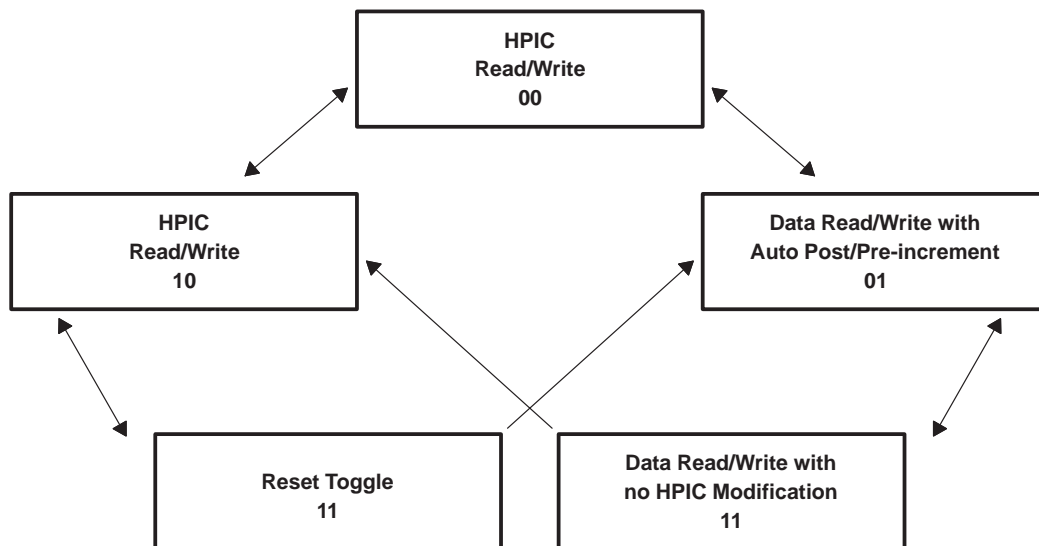 HPIC
Read/Write
00
HPIC
Read/Write
10
Data Read/Write with
Auto Post/Pre-increment
01
Reset Toggle
11
Data Read/Write with
no HPIC Modification
11